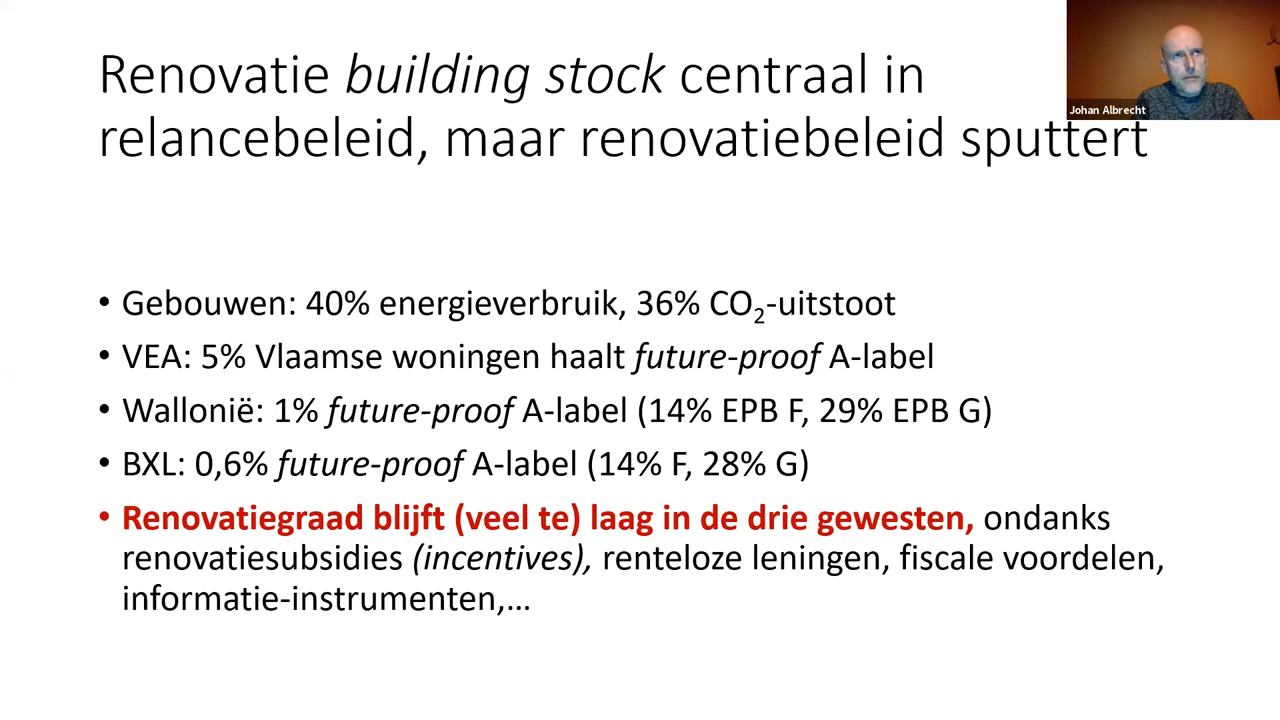 Renovatie building stock centraal in
relancebeleid, maar renovatiebeleid sputtert
Johan Albrecht
• Gebouwen: 40% energieverbruik, 36% CO₂-uitstoot
• VEA: 5% Vlaamse woningen haalt future-proof A-label
• Wallonië: 1% future-proof A-label (14% EPB F, 29% EPB G)
• BXL: 0,6% future-proof A-label (14% F, 28% G)
• Renovatiegraad blijft (veel te) laag in de drie gewesten, ondanks
renovatiesubsidies (incentives), renteloze leningen, fiscale voordelen,
informatie-instrumenten,…